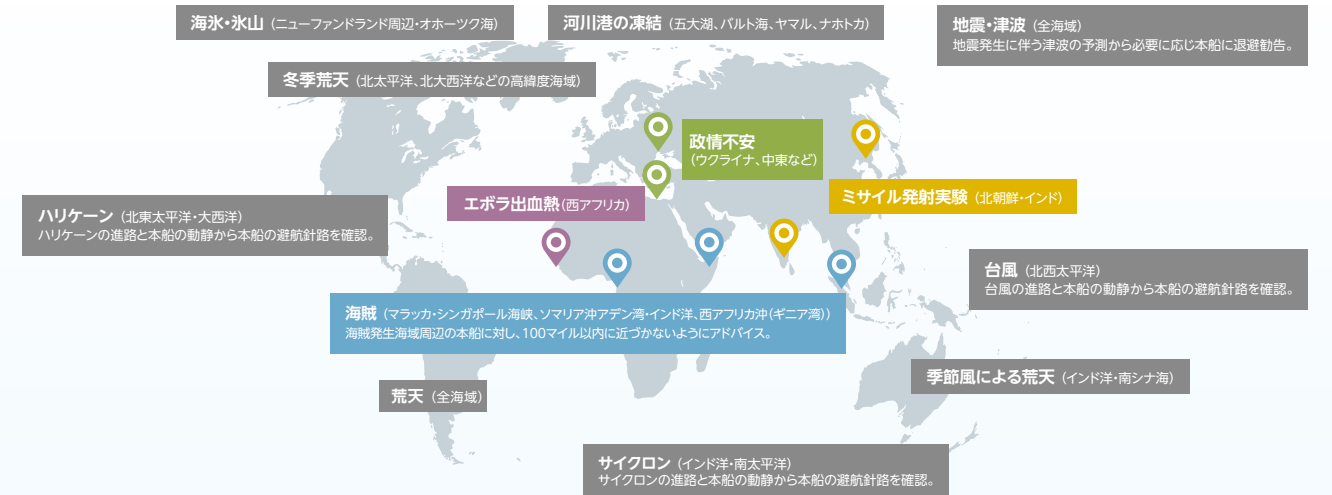 海氷・氷山（ニューファンドランド周辺・オホーツク海）
河川港の凍結（五大湖、バルト海、ヤマル、ナホトカ）
地震・津波（全海域）
地震発生に伴う津波の予測から必要に応じ本船に退避勧告。
冬季荒天（北太平洋、北大西洋などの高緯度海域）
政情不安
（ウクライナ、中東など）
ミサイル発射実験（北朝鮮・インド）
エボラ出血熱（西アフリカ）
ハリケーン（北東太平洋・大西洋）
ハリケーンの進路と本船の動静から本船の避航針路を確認。
台風（北西太平洋）
台風の進路と本船の動静から本船の避航針路を確認。
海賊（マラッカ・シンガポール海峡、ソマリア沖アデン湾・インド洋、西アフリカ沖（ギニア湾））
海賊発生海域周辺の本船に対し、100マイル以内に近づかないようにアドバイス。
季節風による荒天（インド洋・南シナ海）
荒天（全海域）
サイクロン（インド洋・南太平洋）
サイクロンの進路と本船の動静から本船の避航針路を確認。